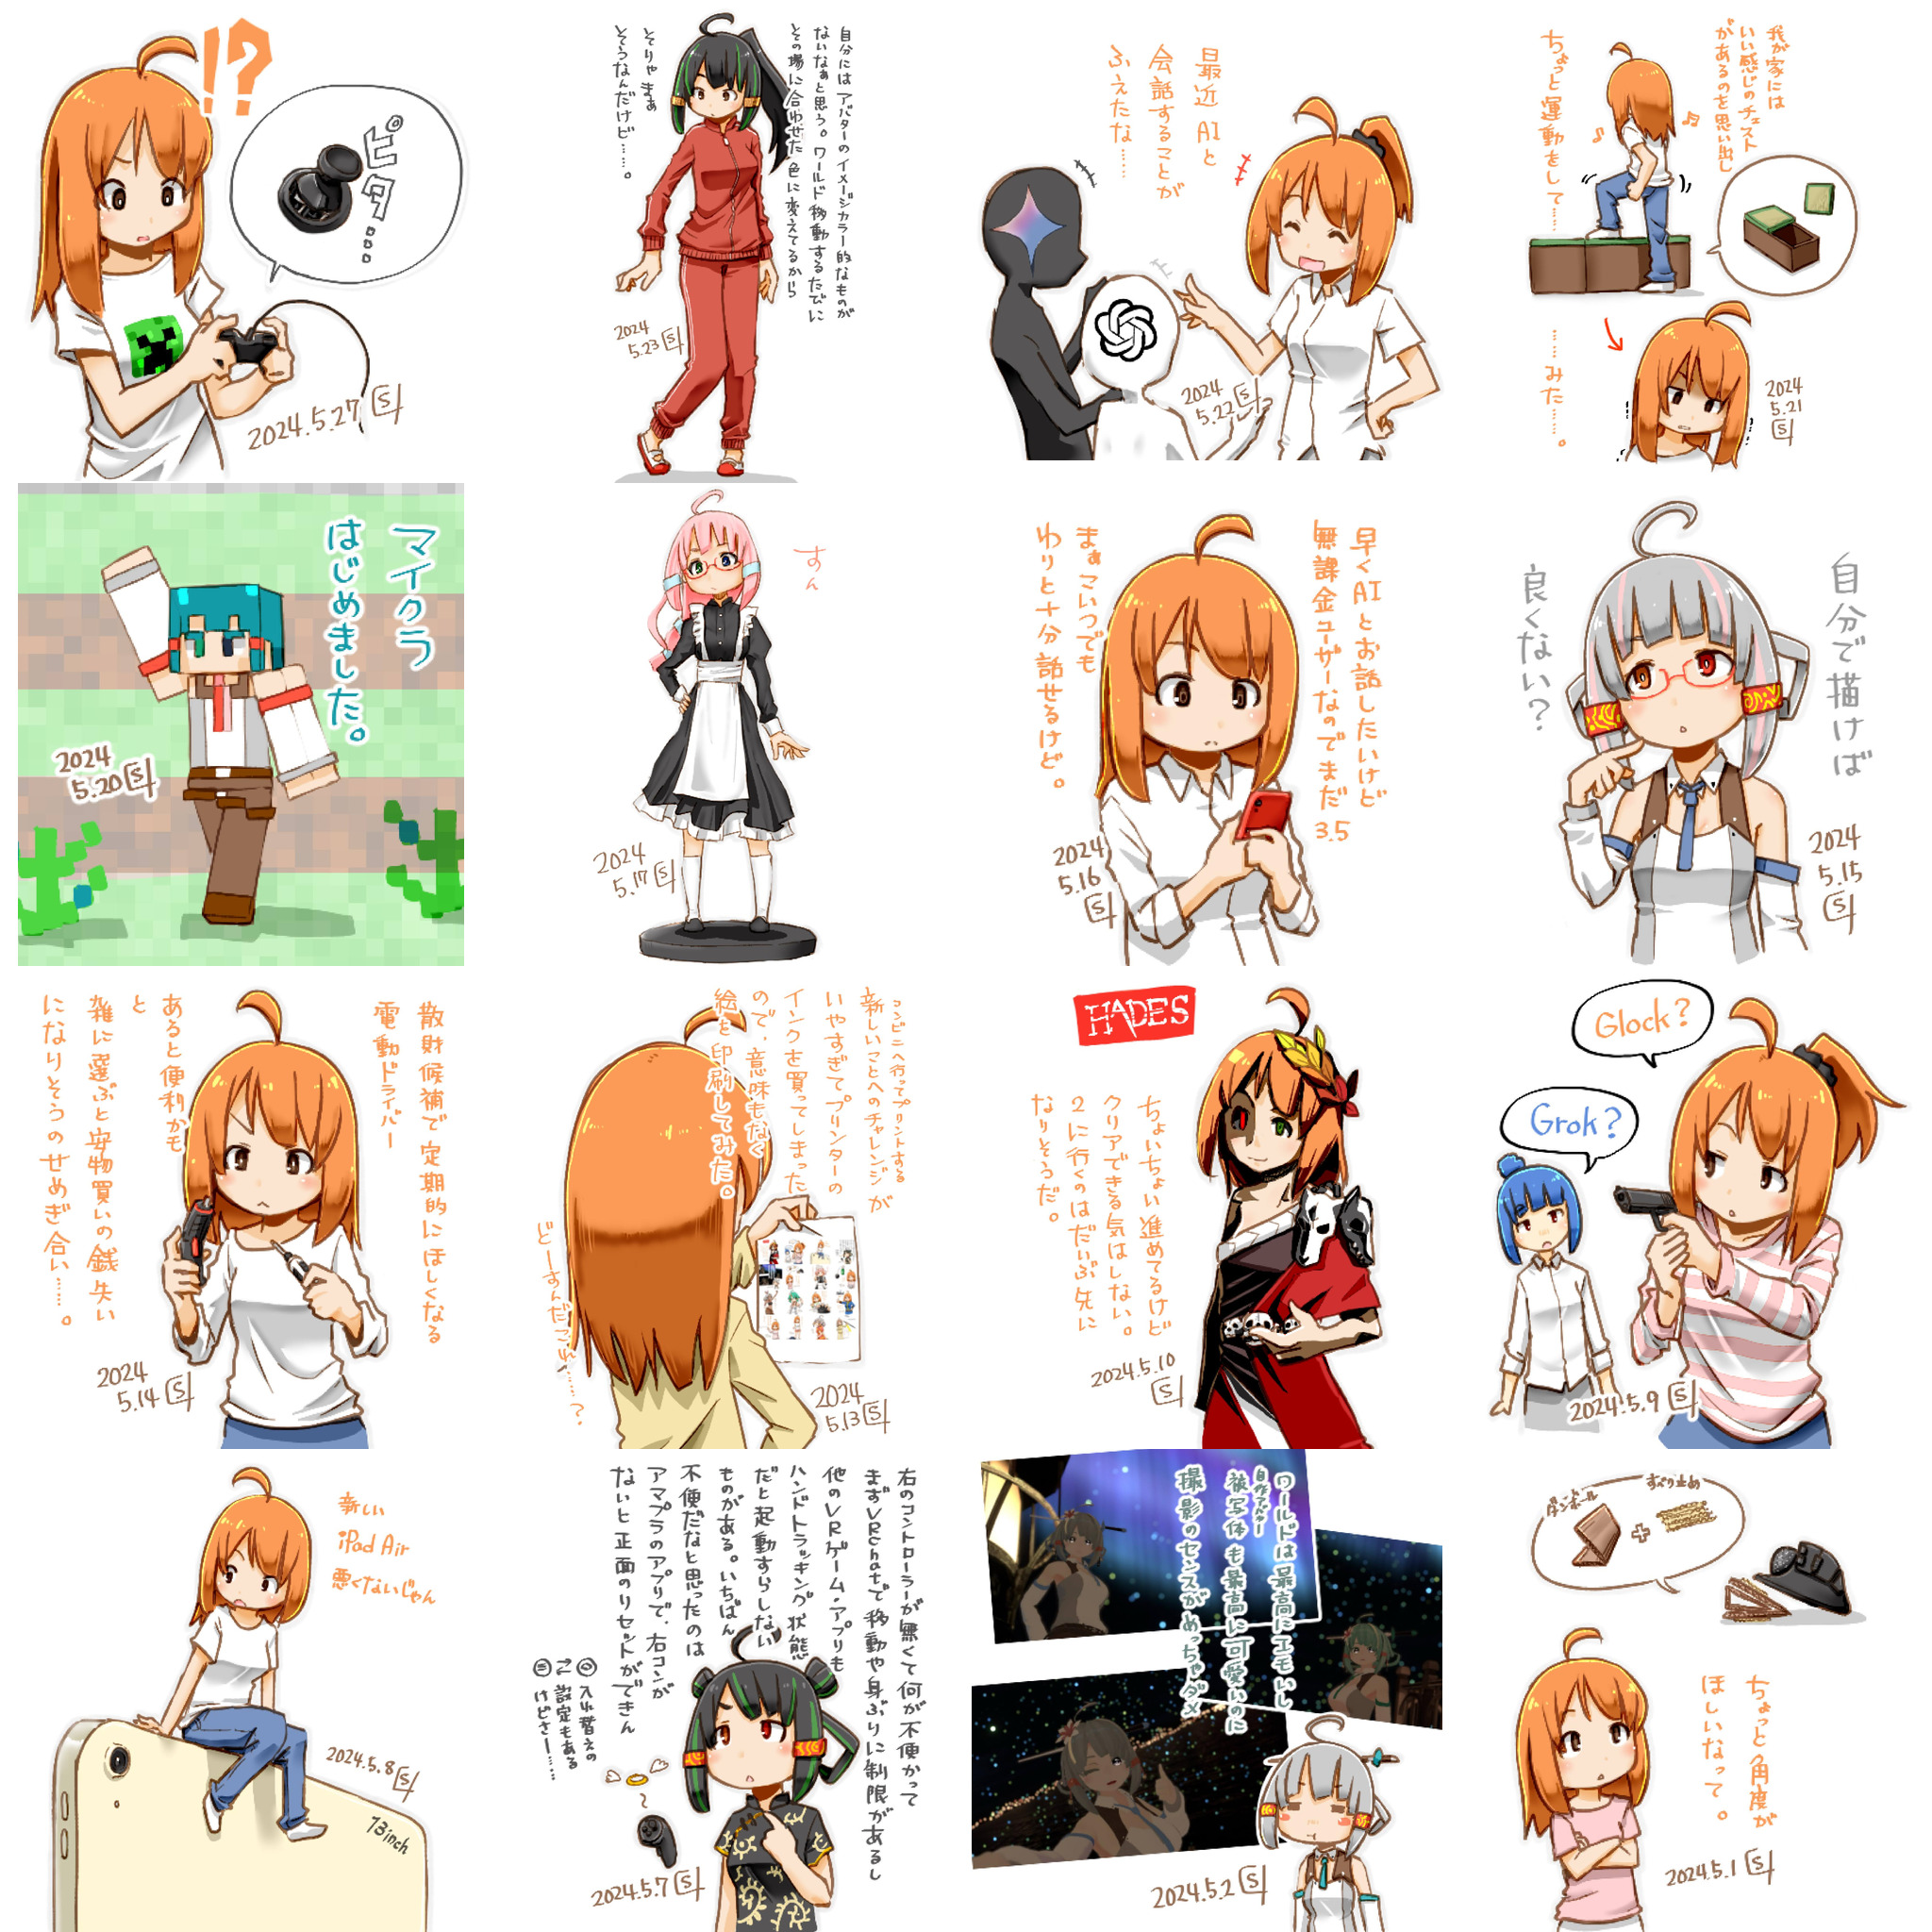 !?
ピタ…
2024.5.27
自分にはアバターのイメージカラー的なものが
ないなぁと思う。ワールド移動するたびに
その場に合わせた色に変えてるから
そりゃまぁ
そうなんだけど……。
2024
5.23
最近AIと
会話することが
ふえたな……
2024
5.22
我が家には
いい感じのチェスト
があるのを思い出し
ちょっと運動をして……
……みた……。
2024
5.21
マイクラ
はじめました。
2024
5.20
すん
2024
5.17
早くAIとお話したいけど
無課金ユーザーなのでまだ3.5
まぁこいつでも
わりと十分話せるけど。
2024
5.16
自分で描けば
良くない?
2024
5.15
散財候補で定期的にほしくなる
電動ドライバー
あると便利かも
と
雑に選ぶと安物買いの銭失い
になりそうのせめぎ合い……。
2024
5.14
コンビニへ行ってプリントする
新しいことへのチャレンジが
いやすぎてプリンターの
インクを買ってしまった
ので、意味もなく
絵を印刷してみた。
どーすんだこれ……?
2024
5.13
HADES
ちょいちょい進めてるけど
クリアできる気はしない。
2に行くのはだいぶ先に
なりそうだ。
2024.5.10
Glock?
Grok?
2024.5.9
新しい
iPad Air
悪くないじゃん
2024.5.8
13inch
右のコントローラーが無くて何が不便かって
まずVRChatで移動や身ぶりに制限があるし
他のVRゲーム・アプリも
ハンドトラッキング状態
だと起動すらしない
ものがある。いちばん
不便だなと思ったのは
アマプラのアプリで、右コンが
ないと正面のリセットができん
入れ替えの
設定もある
けどさー……
2024.5.7
ワールドは最高にエモいし
自分アバター
被写体も最高に可愛いのに
撮影のセンスがめっちゃダメ
2024.5.2
ダンボール
+
すべり止め
ちょっと角度が
ほしいなって。
2024.5.1